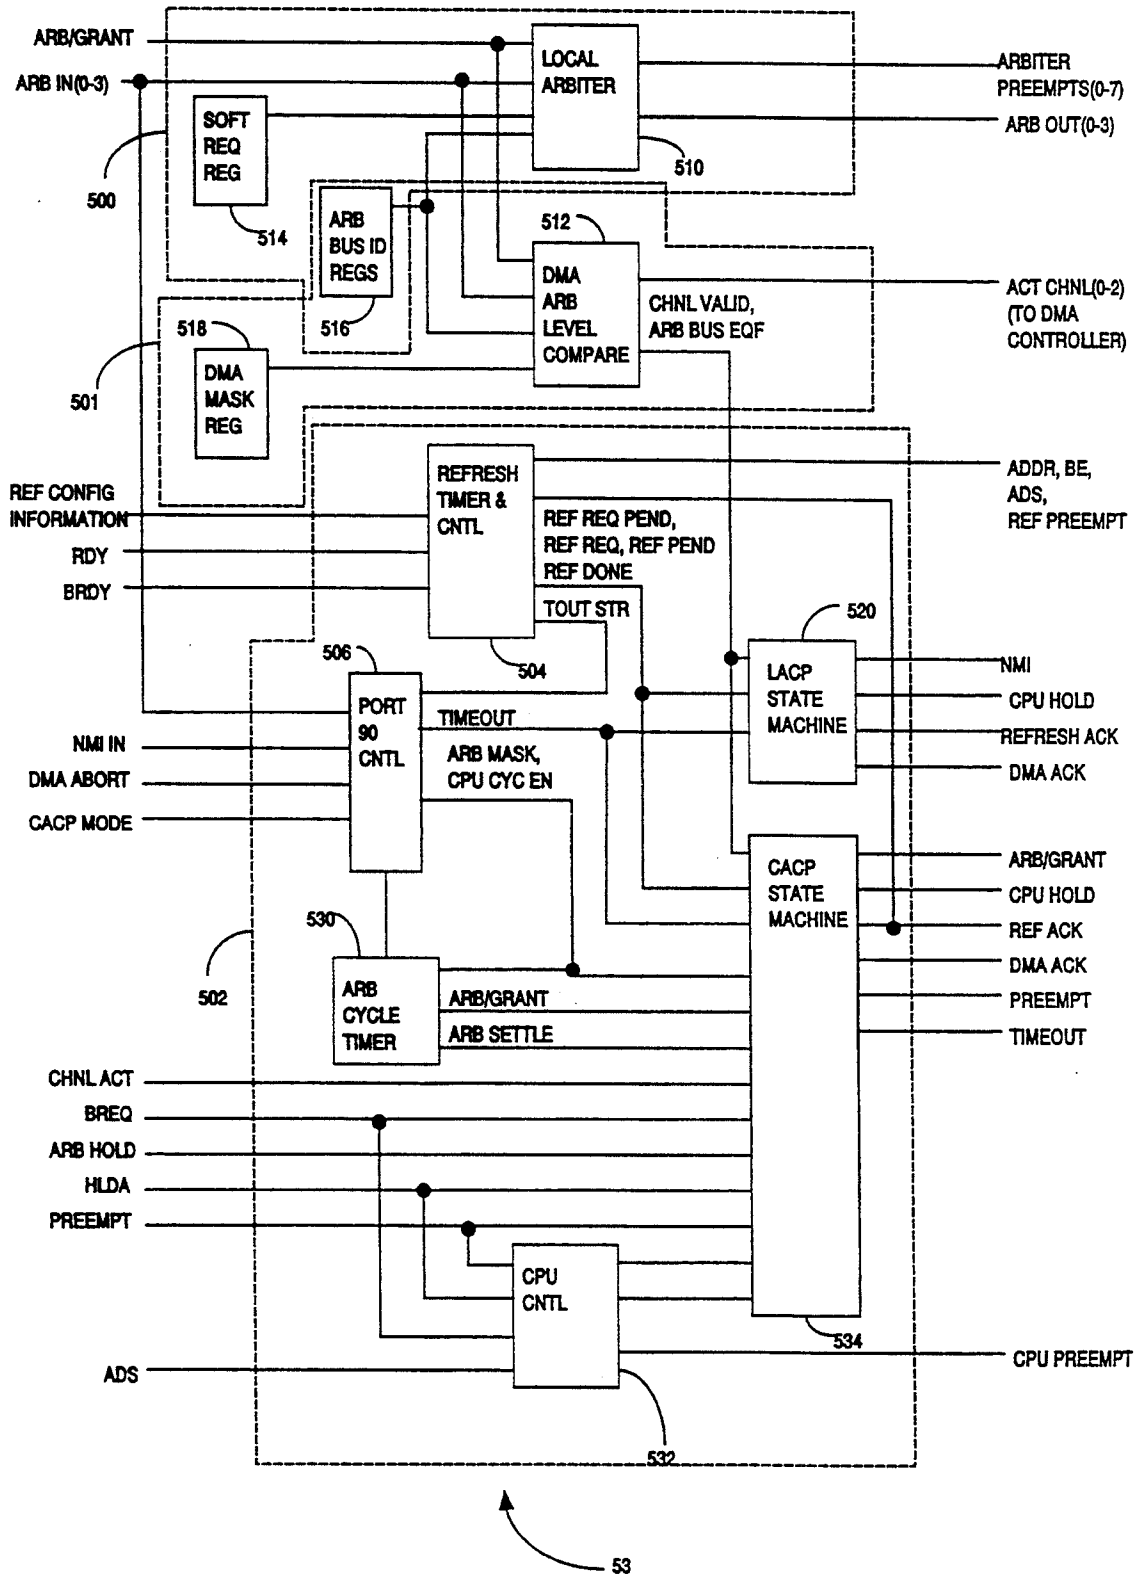 ARB/GRANT
ARB IN(0-3)
LOCAL
ARBITER
ARBITER
PREEMPTS(0-7)
ARB OUT(0-3)
SOFT
REQ
REG
500
510
514
ARB
BUS ID
REGS
516
512
DMA
ARB
LEVEL
COMPARE
CHNL VALID,
ARB BUS EQF
ACT CHNL(0-2)
(TO DMA
CONTROLLER)
518
DMA
MASK
REG
501
REFRESH
TIMER &
CNTL
ADDR, BE,
ADS,
REF PREEMPT
REF CONFIG
INFORMATION
RDY
BRDY
REF REQ PEND,
REF REQ, REF PEND
REF DONE
TOUT STR
504
506
PORT
90
CNTL
TIMEOUT
ARB MASK,
CPU CYC EN
NMI IN
DMA ABORT
CACP MODE
520
LACP
STATE
MACHINE
NMI
CPU HOLD
REFRESH ACK
DMA ACK
CACP
STATE
MACHINE
ARB/GRANT
CPU HOLD
REF ACK
DMA ACK
PREEMPT
TIMEOUT
530
502
ARB
CYCLE
TIMER
ARB/GRANT
ARB SETTLE
CHNL ACT
BREQ
ARB HOLD
HLDA
PREEMPT
CPU
CNTL
534
CPU PREEMPT
ADS
532
53